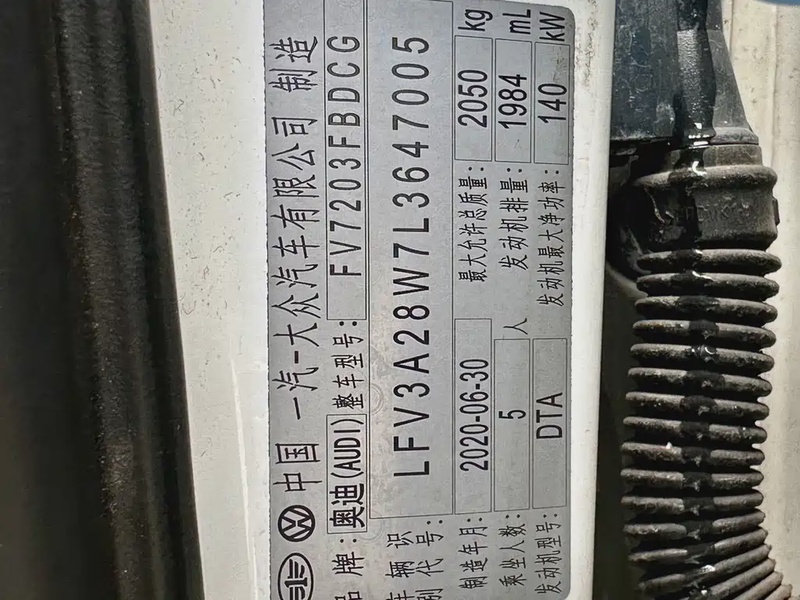 中国 一汽-大众汽车有限公司 制造
品牌: 奥迪(AUDI) 整车型号: FV7203FBDCG
车辆识别代号: LFV3A28W7L3647005
制造年月: 2020-06-30 最大允许总质量: 2050 kg
乘坐人数: 5 人 发动机排量: 1984 mL
发动机型号: DTA 发动机最大净功率: 140 kW